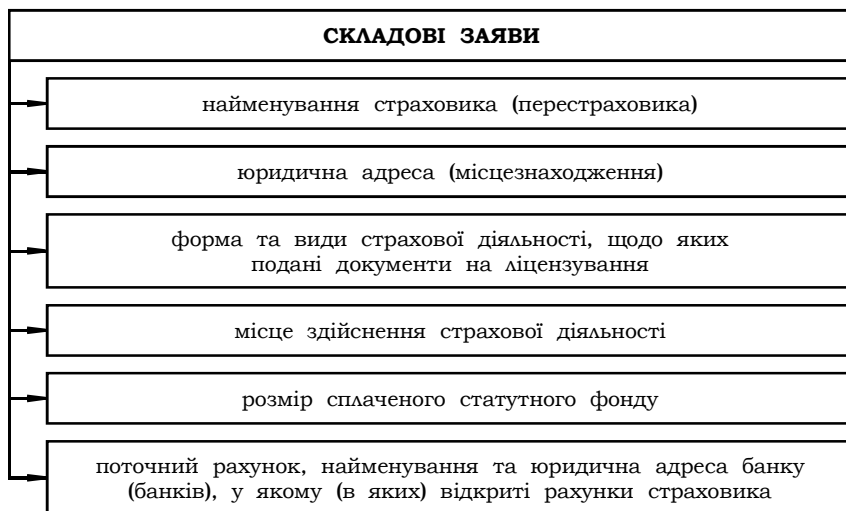 СКЛАДОВІ ЗАЯВИ
найменування страховика (перестраховика)
юридична адреса (місцезнаходження)
форма та види страхової діяльності, щодо яких
подані документи на ліцензування
місце здійснення страхової діяльності
розмір сплаченого статутного фонду
поточний рахунок, найменування та юридична адреса банку
(банків), у якому (в яких) відкриті рахунки страховика